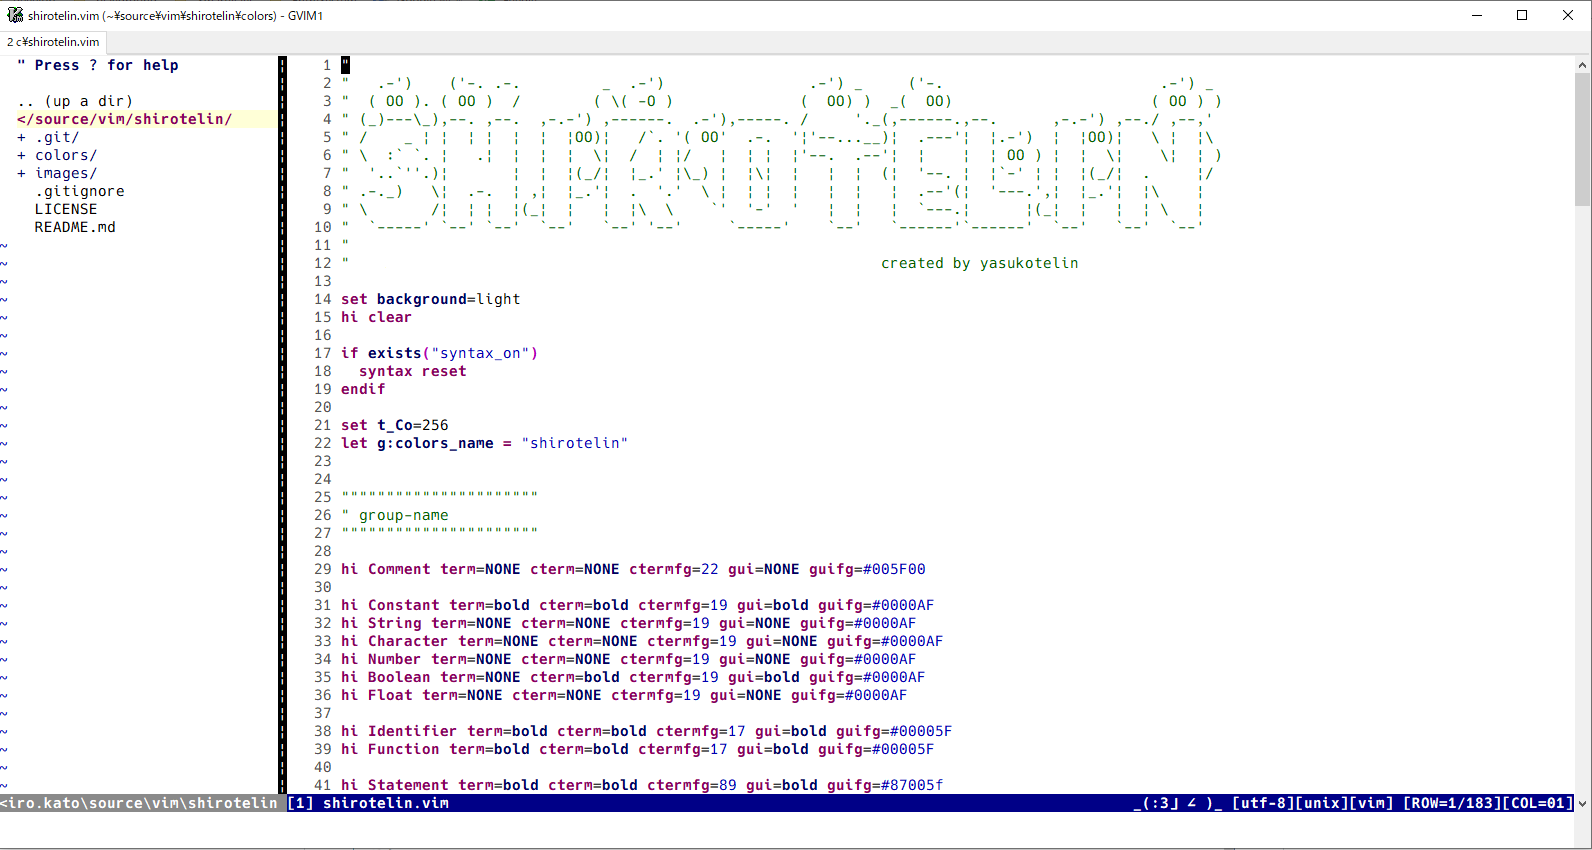 shirotelin.vim (~¥source¥vim¥shirotelin¥colors) - GVIM1
2 c¥shirotelin.vim
" Press ? for help
.. (up a dir)
</source/vim/shirotelin/
+ .git/
+ colors/
+ images/
.gitignore
LICENSE
README.md
<iro.kato\source\vim\shirotelin
1 "
2 "
3 "
4 "
5 "
6 "
7 "
8 "
9 "
10 "
11 "
12 " created by yasukotelin
13
14 set background=light
15 hi clear
16
17 if exists("syntax_on")
18   syntax reset
19 endif
20
21 set t_Co=256
22 let g:colors_name = "shirotelin"
23
24
25 """"""""""""""""""""""
26 " group-name
27 """"""""""""""""""""""
28
29 hi Comment term=NONE cterm=NONE ctermfg=22 gui=NONE guifg=#005F00
30
31 hi Constant term=bold cterm=bold ctermfg=19 gui=bold guifg=#0000AF
32 hi String term=NONE cterm=NONE ctermfg=19 gui=NONE guifg=#0000AF
33 hi Character term=NONE cterm=NONE ctermfg=19 gui=NONE guifg=#0000AF
34 hi Number term=NONE cterm=NONE ctermfg=19 gui=NONE guifg=#0000AF
35 hi Boolean term=NONE cterm=bold ctermfg=19 gui=bold guifg=#0000AF
36 hi Float term=NONE cterm=NONE ctermfg=19 gui=NONE guifg=#0000AF
37
38 hi Identifier term=bold cterm=bold ctermfg=17 gui=bold guifg=#00005F
39 hi Function term=bold cterm=bold ctermfg=17 gui=bold guifg=#00005F
40
41 hi Statement term=bold cterm=bold ctermfg=89 gui=bold guifg=#87005f
[1] shirotelin.vim _(:3｣ ∠ )_ [utf-8][unix][vim] [ROW=1/183][COL=01]